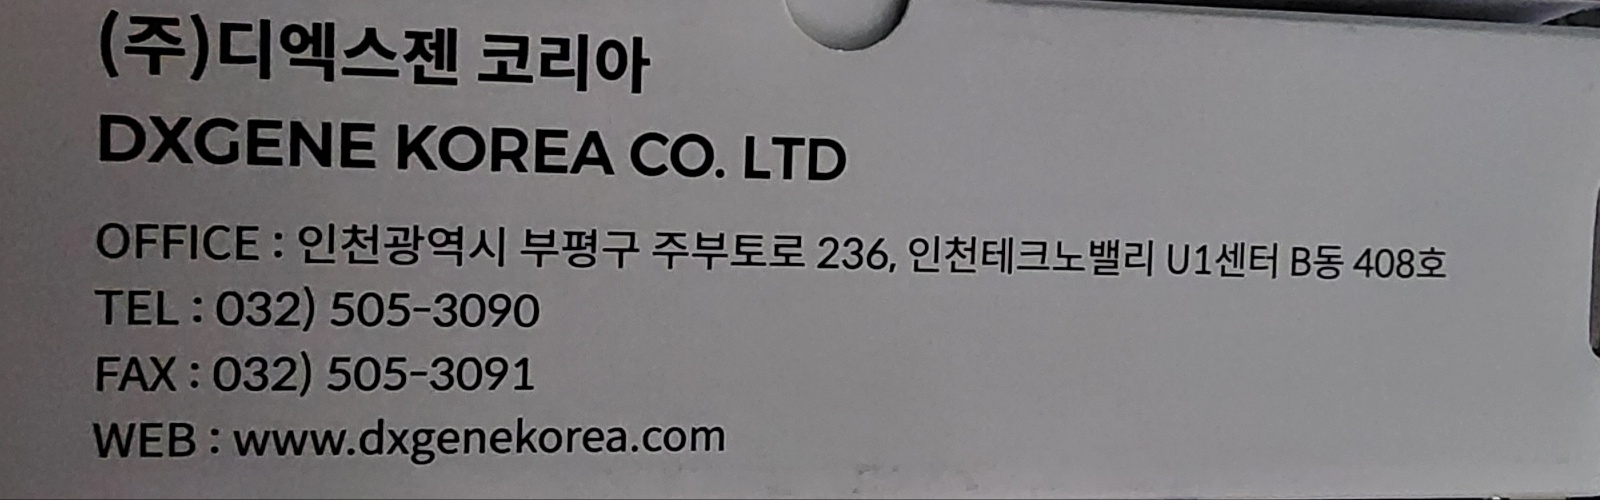 (주)디엑스젠 코리아
DXGENE KOREA CO. LTD
OFFICE : 인천광역시 부평구 주부토로 236, 인천테크노밸리 U1센터 B동 408호
TEL : 032) 505-3090
FAX : 032) 505-3091
WEB : www.dxgenekorea.com